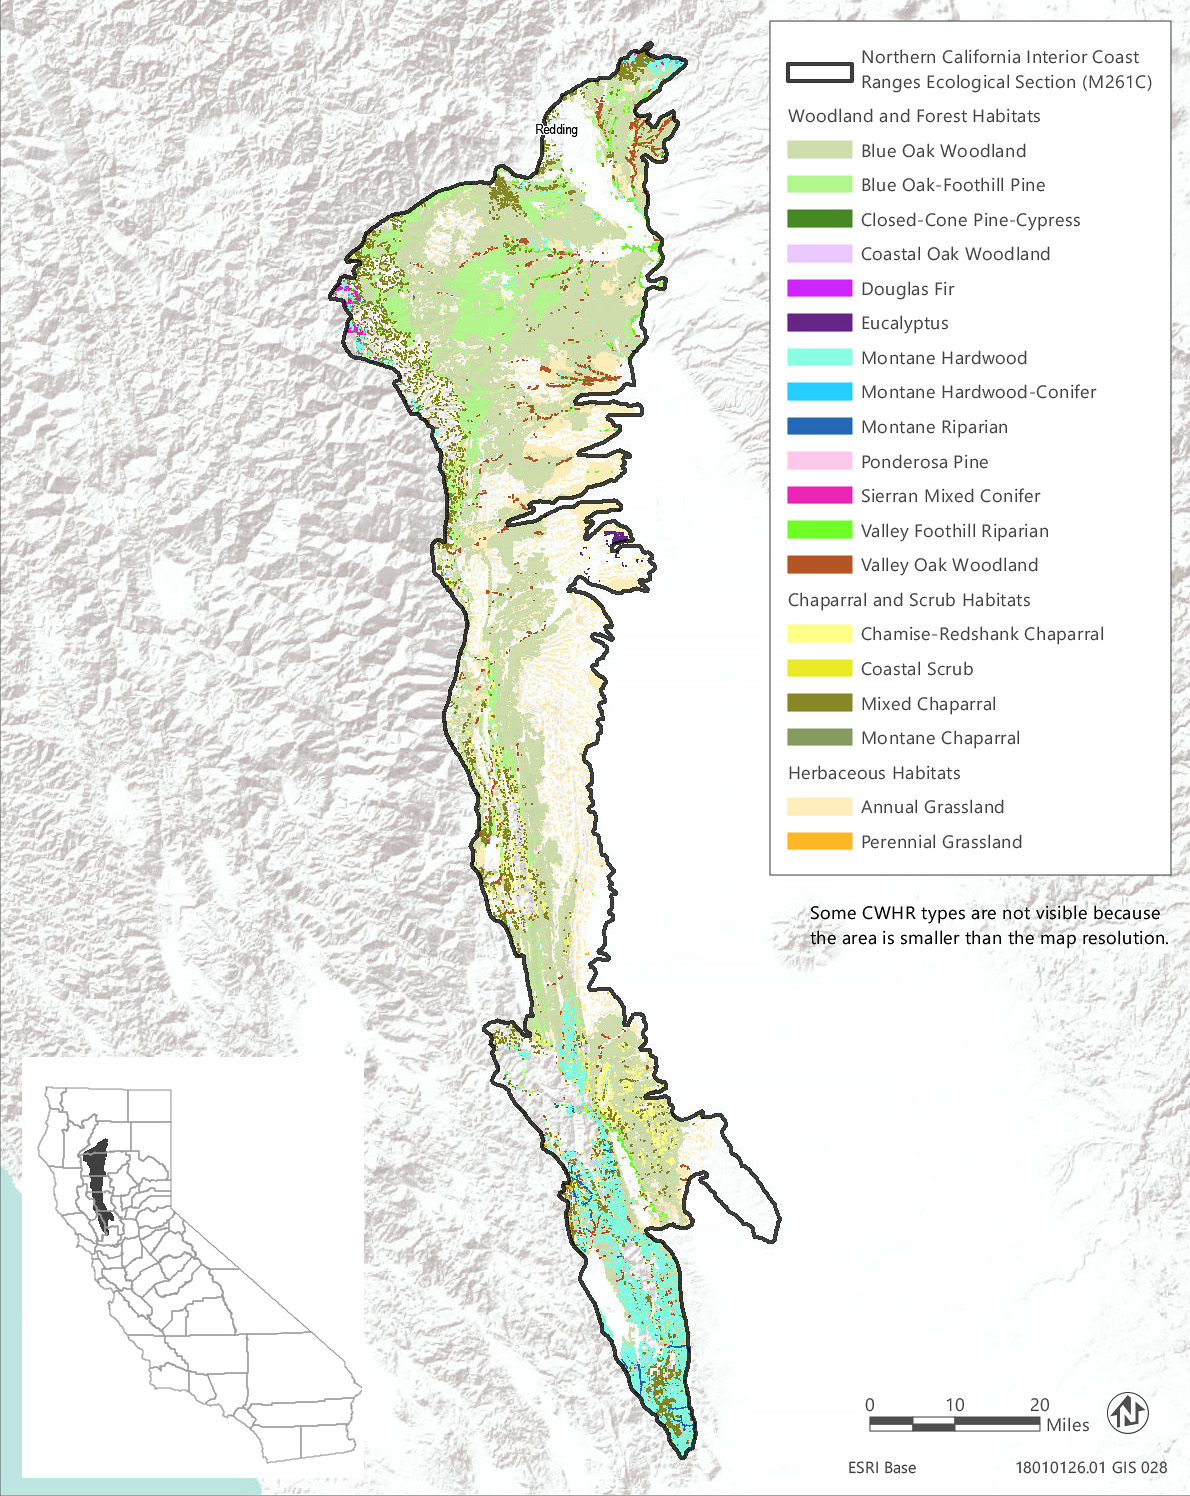 Redding
Northern California Interior Coast
Ranges Ecological Section (M261C)
Woodland and Forest Habitats
Blue Oak Woodland
Blue Oak-Foothill Pine
Closed-Cone Pine-Cypress
Coastal Oak Woodland
Douglas Fir
Eucalyptus
Montane Hardwood
Montane Hardwood-Conifer
Montane Riparian
Ponderosa Pine
Sierran Mixed Conifer
Valley Foothill Riparian
Valley Oak Woodland
Chaparral and Scrub Habitats
Chamise-Redshank Chaparral
Coastal Scrub
Mixed Chaparral
Montane Chaparral
Herbaceous Habitats
Annual Grassland
Perennial Grassland
Some CWHR types are not visible because
the area is smaller than the map resolution.
0 10 20
Miles
N
ESRI Base 18010126.01 GIS 028